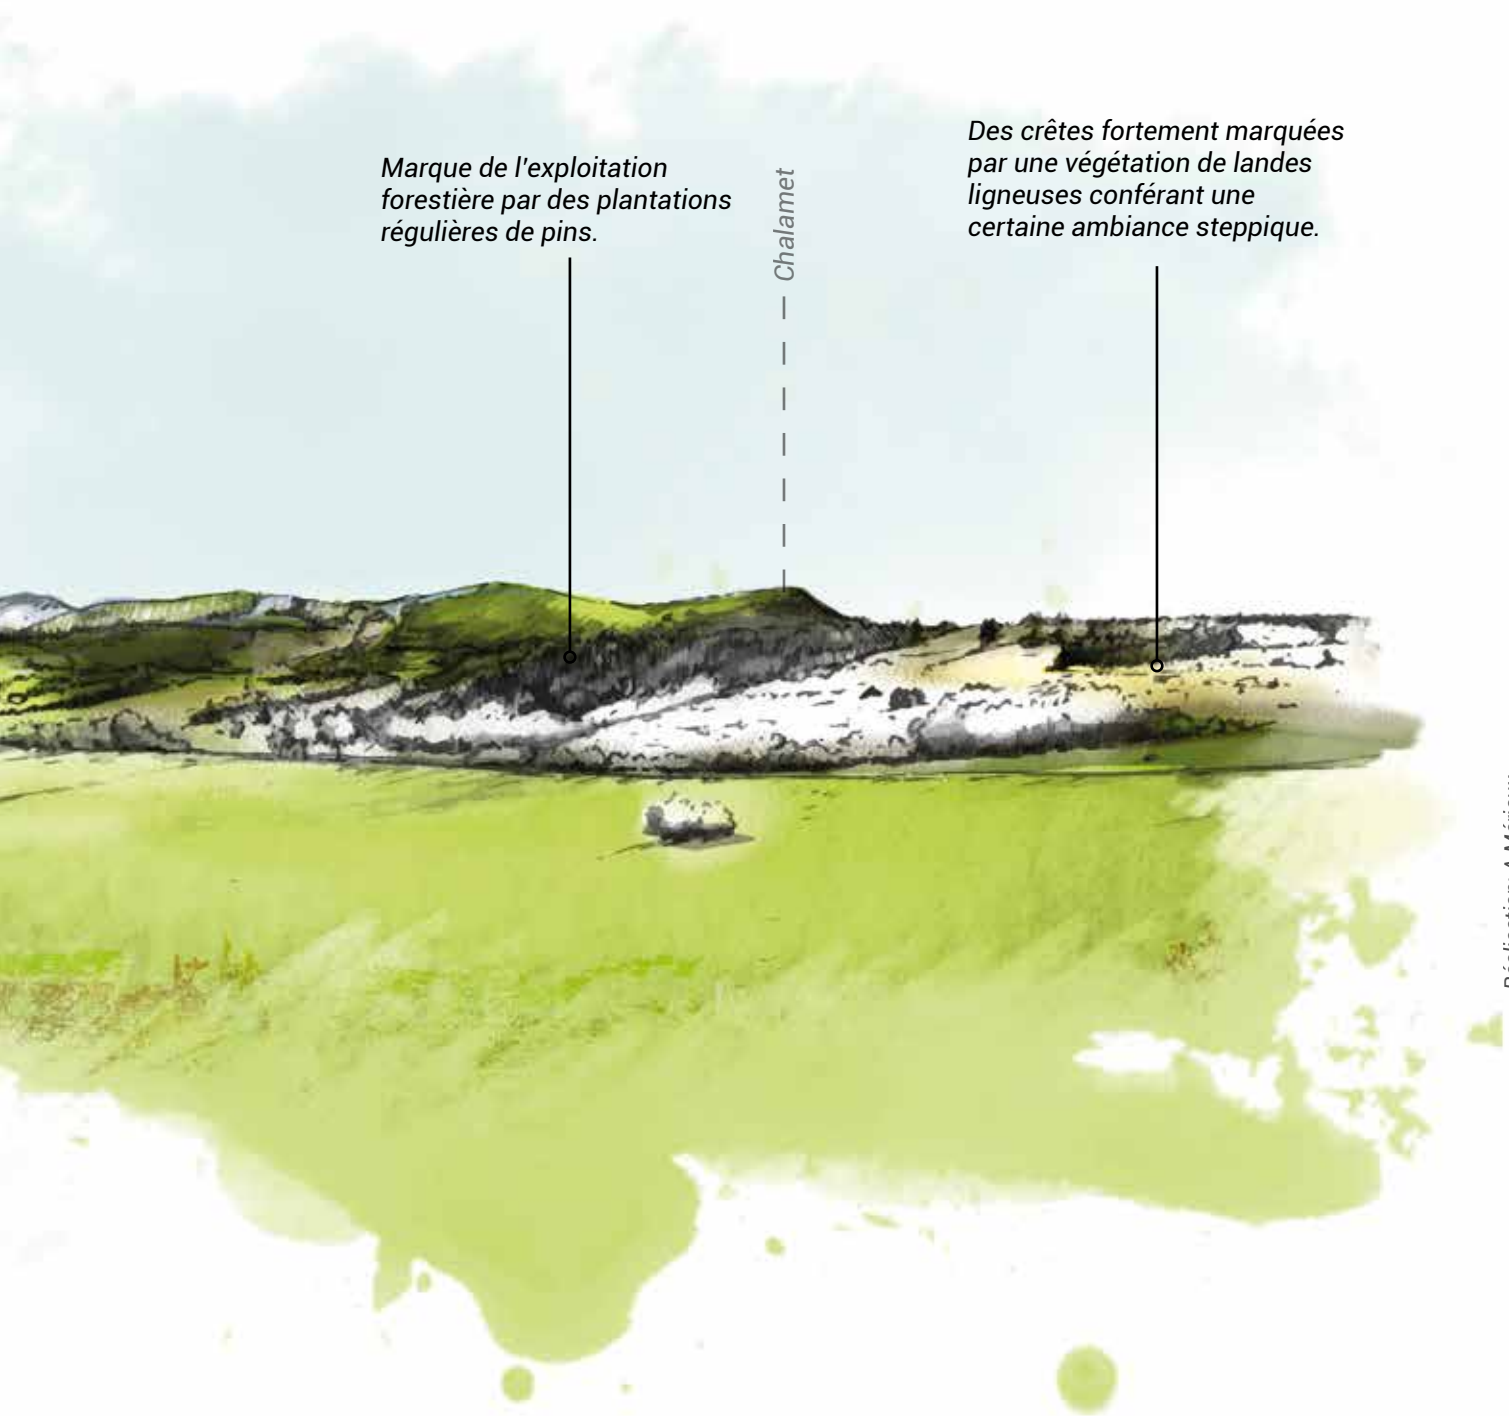 Marque de l'exploitation
forestière par des plantations
régulières de pins.
Chalamet
Des crêtes fortement marquées
par une végétation de landes
ligneuses conférant une
certaine ambiance steppique.